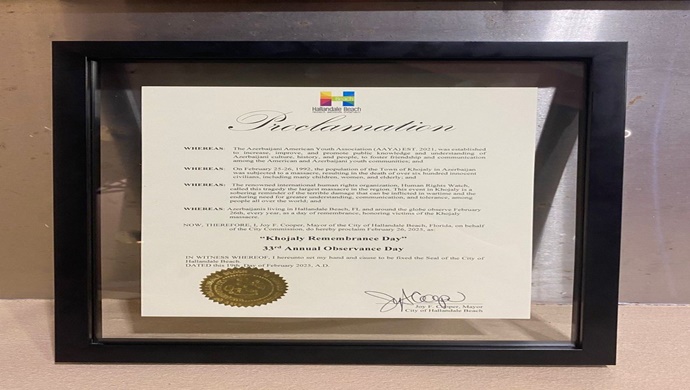 Hallandale Beach
Proclamation
WHEREAS: The Azerbaijani American Youth Association (AAYA) EST. 2021, was established
to increase, improve, and promote public knowledge and understanding of
Azerbaijani culture, history, and people, to foster friendship and communication
among the American and Azerbaijani youth communities; and
WHEREAS: On February 25-26, 1992, the population of the Town of Khojaly in Azerbaijan
was subjected to a massacre, resulting in the death of over six hundred innocent
civilians, including many children, women, and elderly; and
WHEREAS: The renowned international human rights organization, Human Rights Watch,
called this tragedy the largest massacre in the region. This event in Khojaly is a
sobering reminder of the terrible damage that can be inflicted in wartime and the
enduring need for greater understanding, communication, and tolerance, among
people all over the world; and
WHEREAS: Azerbaijanis living in Hallandale Beach, FL and around the globe observe February
26th, every year, as a day of remembrance, honoring victims of the Khojaly
massacre.
NOW, THEREFORE, I, Joy F. Cooper, Mayor of the City of Hallandale Beach, Florida, on behalf
of the City Commission, do hereby proclaim February 26, 2025, as:
"Khojaly Remembrance Day"
33rd Annual Observance Day
IN WITNESS WHEREOF, I hereunto set my hand and cause to be fixed the Seal of the City of
Hallandale Beach.
DATED this 19th Day of February 2025, A.D.
Joy F. Cooper, Mayor
City of Hallandale Beach